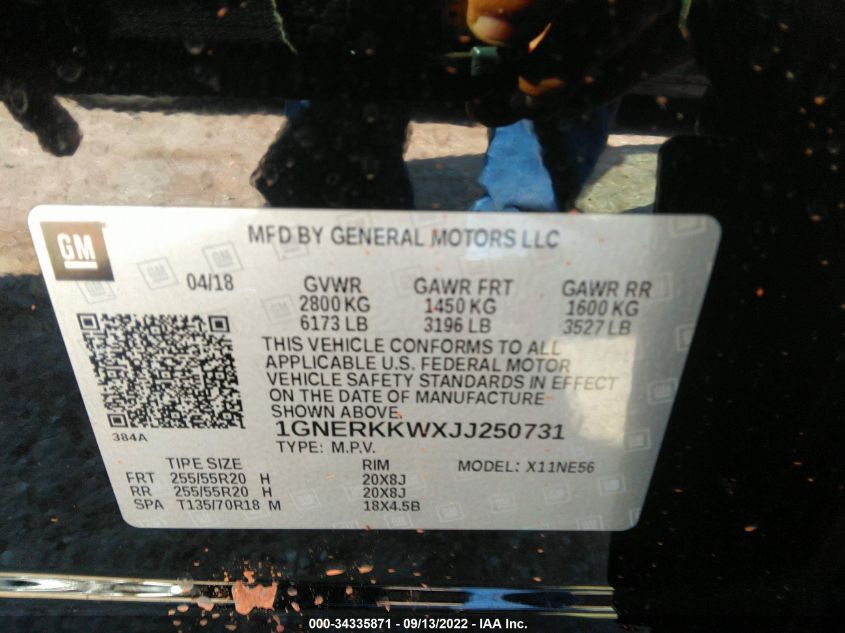 GM
MFD BY GENERAL MOTORS LLC
04/18 GVWR GAWR FRT GAWR RR
2800 KG 1450 KG 1600 KG
6173 LB 3196 LB 3527 LB
THIS VEHICLE CONFORMS TO ALL
APPLICABLE U.S. FEDERAL MOTOR
VEHICLE SAFETY STANDARDS IN EFFECT
ON THE DATE OF MANUFACTURE
SHOWN ABOVE.
1GNERKKWXJJ250731
384A
TYPE: M.P.V.
TIRE SIZE RIM MODEL: X11NE56
FRT 255/55R20 H 20X8J
RR 255/55R20 H 20X8J
SPA T135/70R18 M 18X4.5B
000-34335871 - 09/13/2022 - IAA Inc.